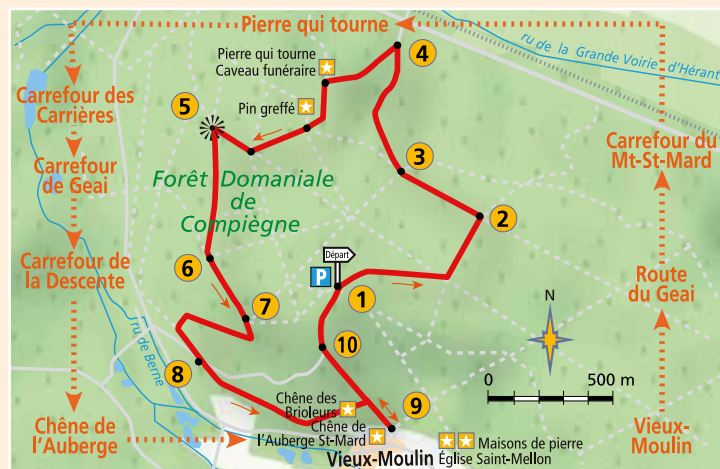 Pierre qui tourne
ru de la Grande Voirie d'Hérant
4
Pierre qui tourne
Caveau funéraire
Carrefour des
Carrières
5
Pin greffé
Carrefour
de Geai
3
Carrefour du
Mt-St-Mard
Forêt Domaniale
de
Compiègne
2
Carrefour de
la Descente
6
Départ
P
1
Route
du Geai
7
N
10
ru de Berne
8
0
500 m
Chêne des
Brioleurs
9
Chêne de
l'Auberge
Chêne de
l'Auberge St-Mard
Vieux-Moulin
Maisons de pierre
Église Saint-Mellon
Vieux-
Moulin